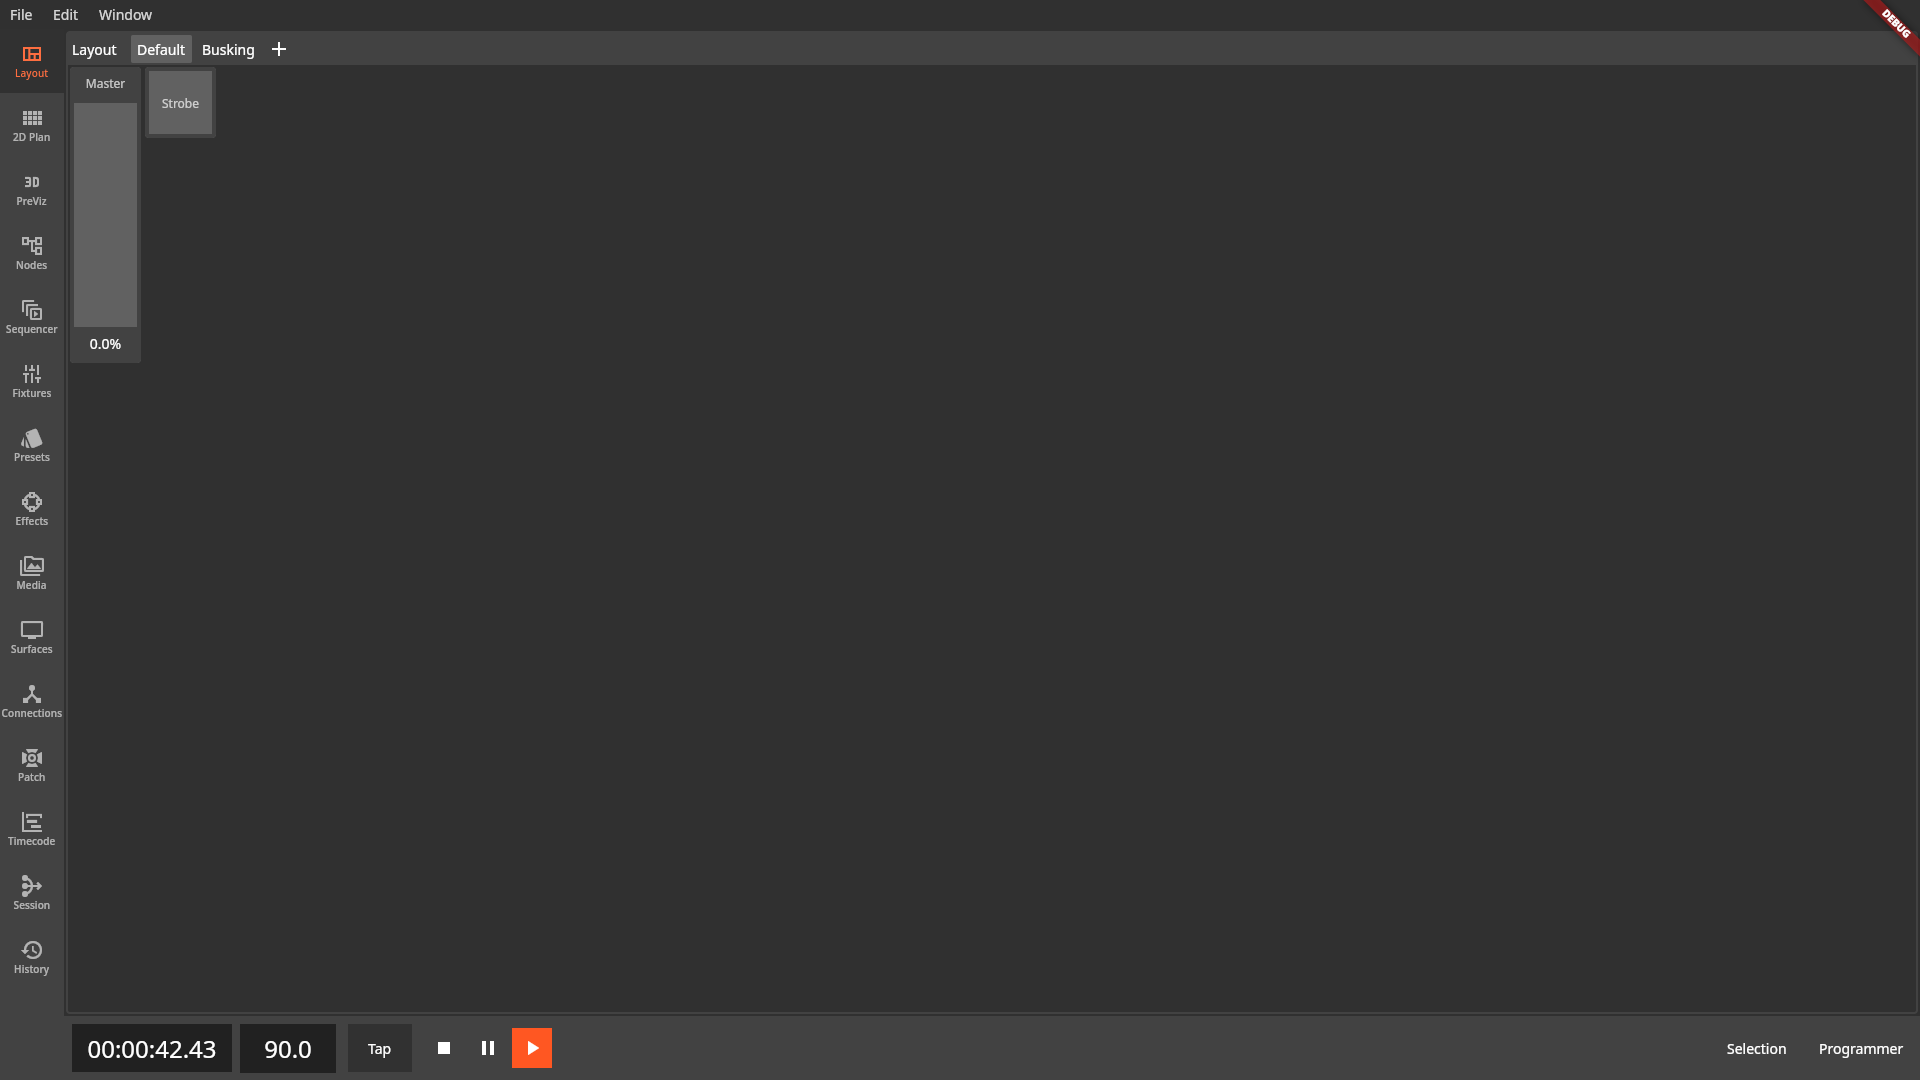 File Edit Window
DEBUG
Layout Default Busking
Layout
2D Plan
3D
PreViz
Nodes
Sequencer
Fixtures
Presets
Effects
Media
Surfaces
Connections
Patch
Timecode
Session
History
Master
0.0%
Strobe
00:00:42.43 90.0 Tap
Selection Programmer